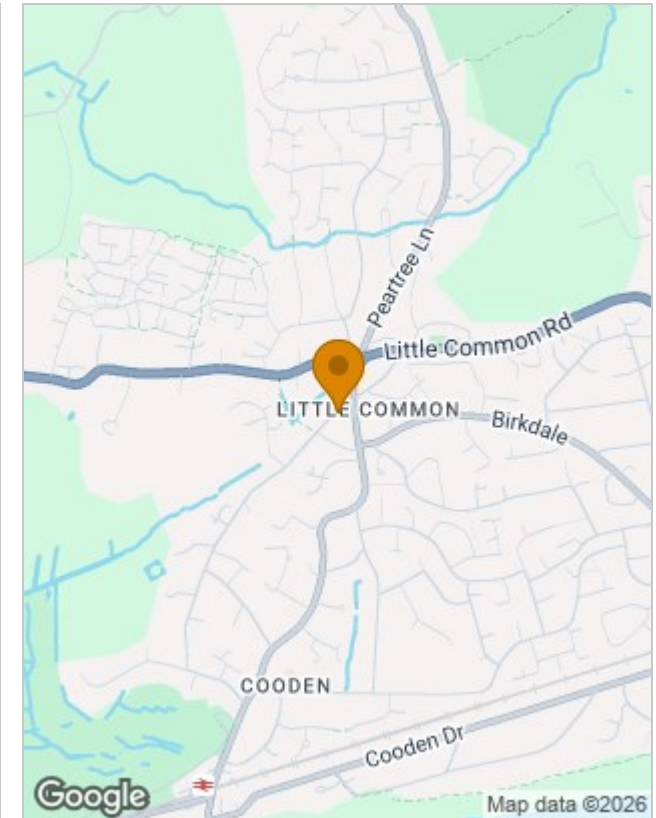 Peartree Ln
Little Common Rd
LITTLE COMMON
Birkdale
COODEN
Cooden Dr
Google
Map data ©2026